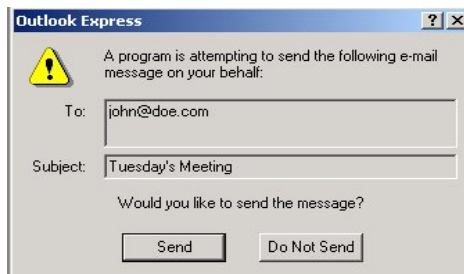 Outlook Express
A program is attempting to send the following e-mail
message on your behalf:
To: john@doe.com
Subject: Tuesday's Meeting
Would you like to send the message?
Send Do Not Send